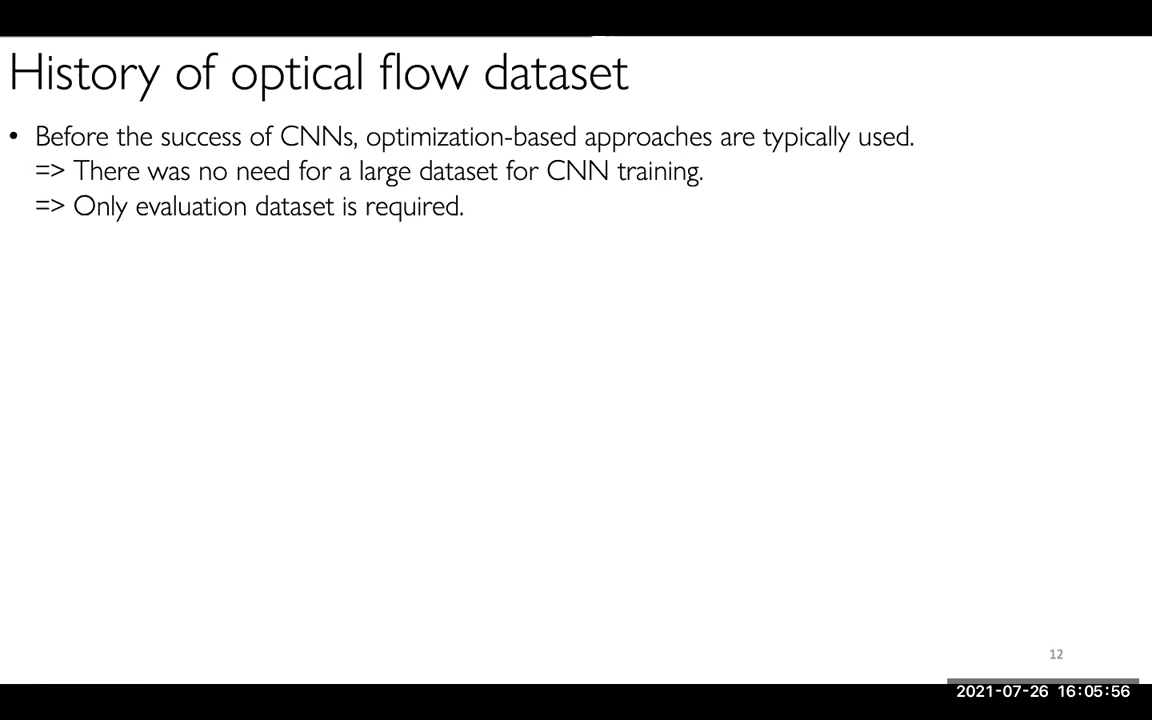 History of optical flow dataset
• Before the success of CNNs, optimization-based approaches are typically used.
=> There was no need for a large dataset for CNN training.
=> Only evaluation dataset is required.
12
2021-07-26 16:05:56